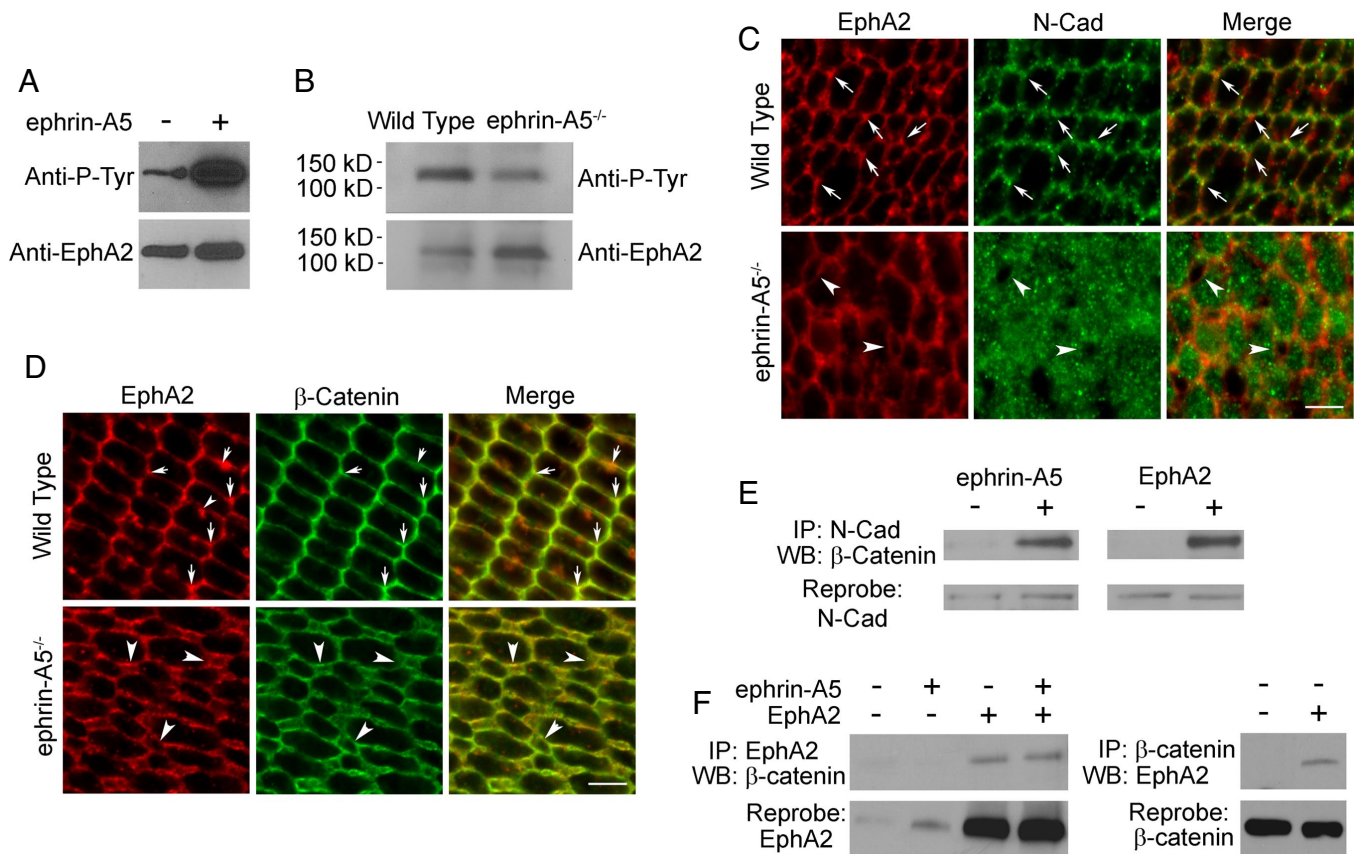 A
ephrin-A5 - +
Anti-P-Tyr
Anti-EphA2
B
Wild Type ephrin-A5-/-
150 kD -
100 kD -
Anti-P-Tyr
150 kD -
100 kD -
Anti-EphA2
C
EphA2 N-Cad Merge
Wild Type
ephrin-A5-/-
D
EphA2 β-Catenin Merge
Wild Type
ephrin-A5-/-
E
ephrin-A5 EphA2
- + - +
IP: N-Cad
WB: β-Catenin
Reprobe:
N-Cad
F
ephrin-A5 - + - + - -
EphA2 - - + + - +
IP: EphA2
WB: β-catenin
Reprobe:
EphA2
IP: β-catenin
WB: EphA2
Reprobe:
β-catenin